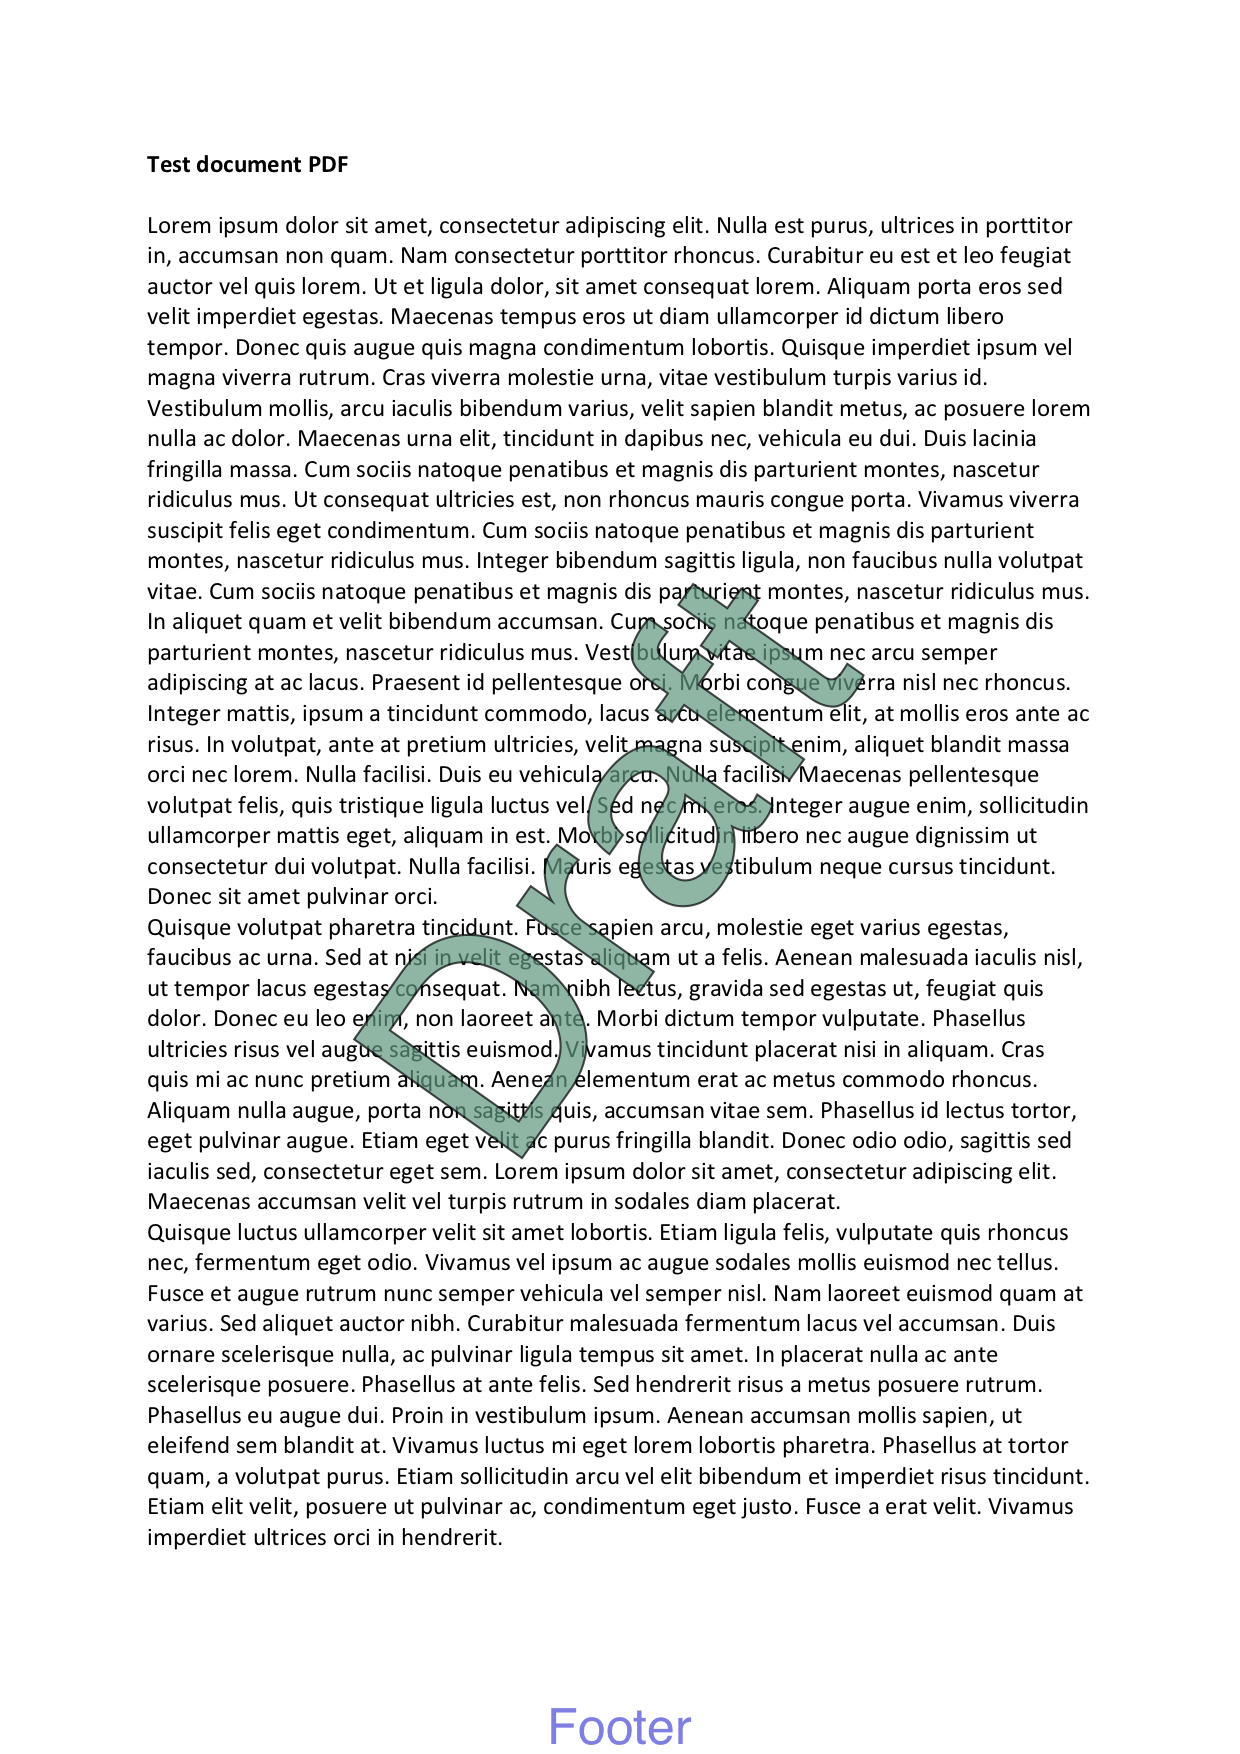 Test document PDF
Lorem ipsum dolor sit amet, consectetur adipiscing elit. Nulla est purus, ultrices in porttitor
in, accumsan non quam. Nam consectetur porttitor rhoncus. Curabitur eu est et leo feugiat
auctor vel quis lorem. Ut et ligula dolor, sit amet consequat lorem. Aliquam porta eros sed
velit imperdiet egestas. Maecenas tempus eros ut diam ullamcorper id dictum libero
tempor. Donec quis augue quis magna condimentum lobortis. Quisque imperdiet ipsum vel
magna viverra rutrum. Cras viverra molestie urna, vitae vestibulum turpis varius id.
Vestibulum mollis, arcu iaculis bibendum varius, velit sapien blandit metus, ac posuere lorem
nulla ac dolor. Maecenas urna elit, tincidunt in dapibus nec, vehicula eu dui. Duis lacinia
fringilla massa. Cum sociis natoque penatibus et magnis dis parturient montes, nascetur
ridiculus mus. Ut consequat ultricies est, non rhoncus mauris congue porta. Vivamus viverra
suscipit felis eget condimentum. Cum sociis natoque penatibus et magnis dis parturient
montes, nascetur ridiculus mus. Integer bibendum sagittis ligula, non faucibus nulla volutpat
vitae. Cum sociis natoque penatibus et magnis dis parturient montes, nascetur ridiculus mus.
In aliquet quam et velit bibendum accumsan. Cum sociis natoque penatibus et magnis dis
parturient montes, nascetur ridiculus mus. Vestibulum vitae ipsum nec arcu semper
adipiscing at ac lacus. Praesent id pellentesque orci. Morbi congue viverra nisl nec rhoncus.
Integer mattis, ipsum a tincidunt commodo, lacus arcu elementum elit, at mollis eros ante ac
risus. In volutpat, ante at pretium ultricies, velit magna suscipit enim, aliquet blandit massa
orci nec lorem. Nulla facilisi. Duis eu vehicula arcu. Nulla facilisi. Maecenas pellentesque
volutpat felis, quis tristique ligula luctus vel. Sed nec mi eros. Integer augue enim, sollicitudin
ullamcorper mattis eget, aliquam in est. Morbi sollicitudin libero nec augue dignissim ut
consectetur dui volutpat. Nulla facilisi. Mauris egestas vestibulum neque cursus tincidunt.
Donec sit amet pulvinar orci.
Quisque volutpat pharetra tincidunt. Fusce sapien arcu, molestie eget varius egestas,
faucibus ac urna. Sed at nisi in velit egestas aliquam ut a felis. Aenean malesuada iaculis nisl,
ut tempor lacus egestas consequat. Nam nibh lectus, gravida sed egestas ut, feugiat quis
dolor. Donec eu leo enim, non laoreet ante. Morbi dictum tempor vulputate. Phasellus
ultricies risus vel augue sagittis euismod. Vivamus tincidunt placerat nisi in aliquam. Cras
quis mi ac nunc pretium aliquam. Aenean elementum erat ac metus commodo rhoncus.
Aliquam nulla augue, porta non sagittis quis, accumsan vitae sem. Phasellus id lectus tortor,
eget pulvinar augue. Etiam eget velit ac purus fringilla blandit. Donec odio odio, sagittis sed
iaculis sed, consectetur eget sem. Lorem ipsum dolor sit amet, consectetur adipiscing elit.
Maecenas accumsan velit vel turpis rutrum in sodales diam placerat.
Quisque luctus ullamcorper velit sit amet lobortis. Etiam ligula felis, vulputate quis rhoncus
nec, fermentum eget odio. Vivamus vel ipsum ac augue sodales mollis euismod nec tellus.
Fusce et augue rutrum nunc semper vehicula vel semper nisl. Nam laoreet euismod quam at
varius. Sed aliquet auctor nibh. Curabitur malesuada fermentum lacus vel accumsan. Duis
ornare scelerisque nulla, ac pulvinar ligula tempus sit amet. In placerat nulla ac ante
scelerisque posuere. Phasellus at ante felis. Sed hendrerit risus a metus posuere rutrum.
Phasellus eu augue dui. Proin in vestibulum ipsum. Aenean accumsan mollis sapien, ut
eleifend sem blandit at. Vivamus luctus mi eget lorem lobortis pharetra. Phasellus at tortor
quam, a volutpat purus. Etiam sollicitudin arcu vel elit bibendum et imperdiet risus tincidunt.
Etiam elit velit, posuere ut pulvinar ac, condimentum eget justo. Fusce a erat velit. Vivamus
imperdiet ultrices orci in hendrerit.
Draft
Footer